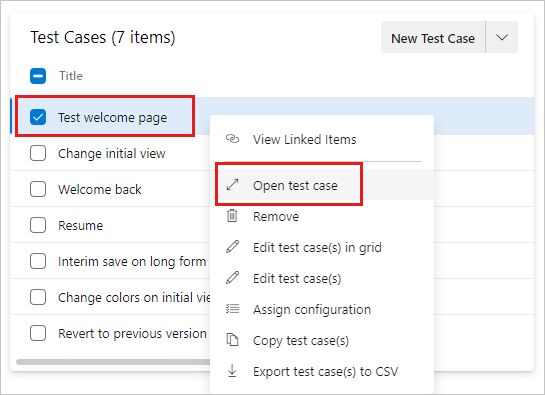 Test Cases (7 items)
New Test Case
Title
Test welcome page
Change initial view
Welcome back
Resume
Interim save on long form
Change colors on initial vie
Revert to previous version
View Linked Items
Open test case
Remove
Edit test case(s) in grid
Edit test case(s)
Assign configuration
Copy test case(s)
Export test case(s) to CSV